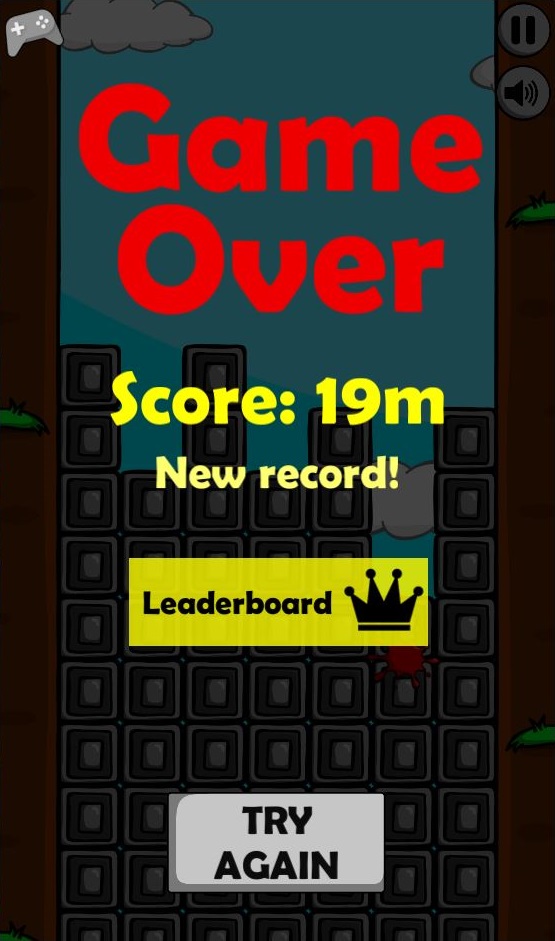 Game
Over
Score: 19m
New record!
Leaderboard
TRY
AGAIN